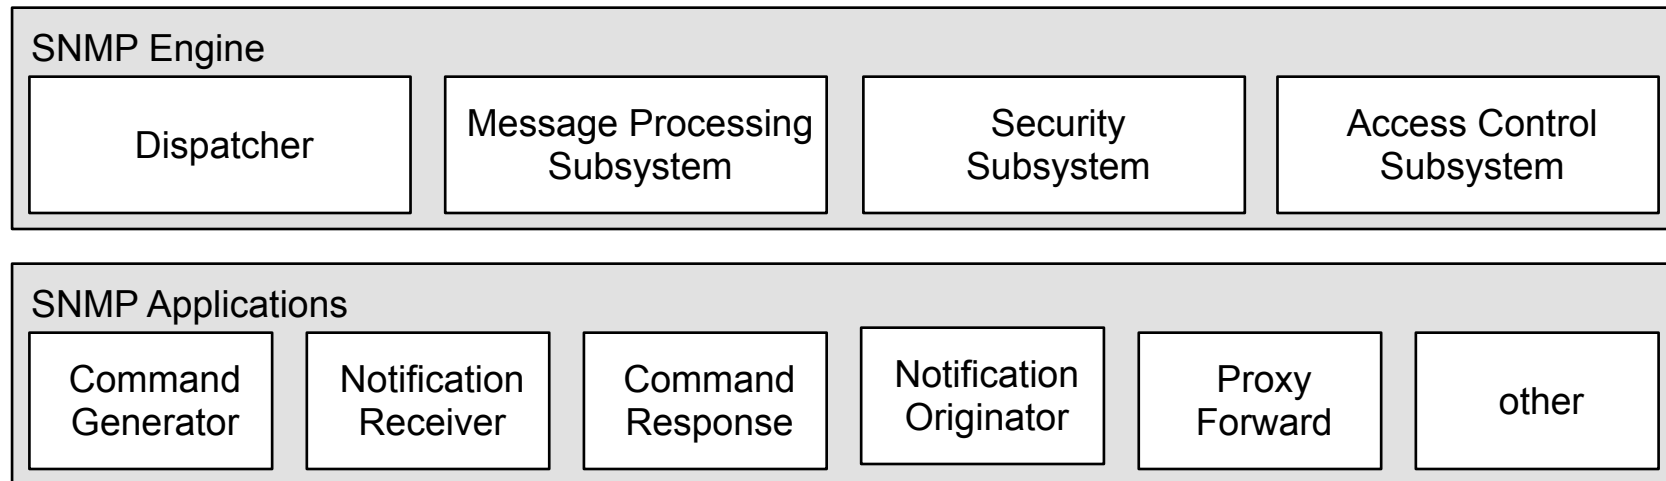 SNMP Engine
Dispatcher
Message Processing
Subsystem
Security
Subsystem
Access Control
Subsystem
SNMP Applications
Command
Generator
Notification
Receiver
Command
Response
Notification
Originator
Proxy
Forward
other